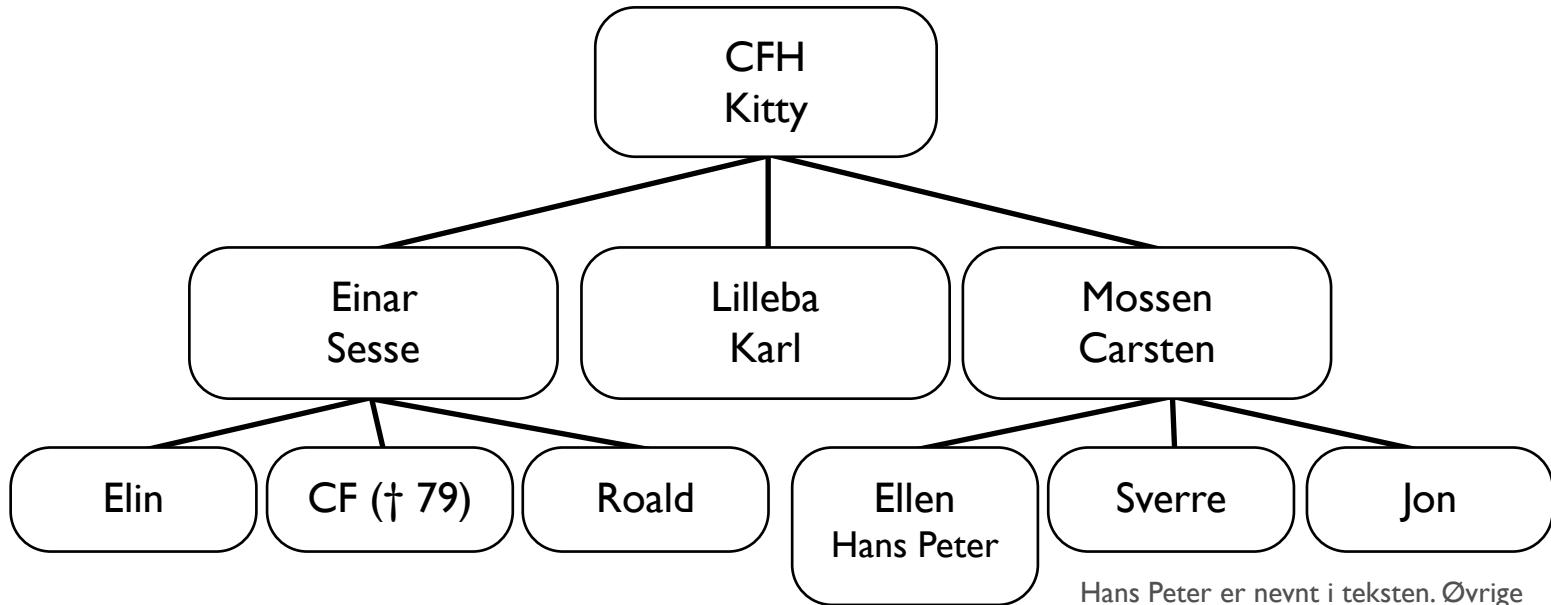 CFH
Kitty
Einar
Sesse
Lilleba
Karl
Mossen
Carsten
Elin
CF († 79)
Roald
Ellen
Hans Peter
Sverre
Jon
Hans Peter er nevnt i teksten. Øvrige